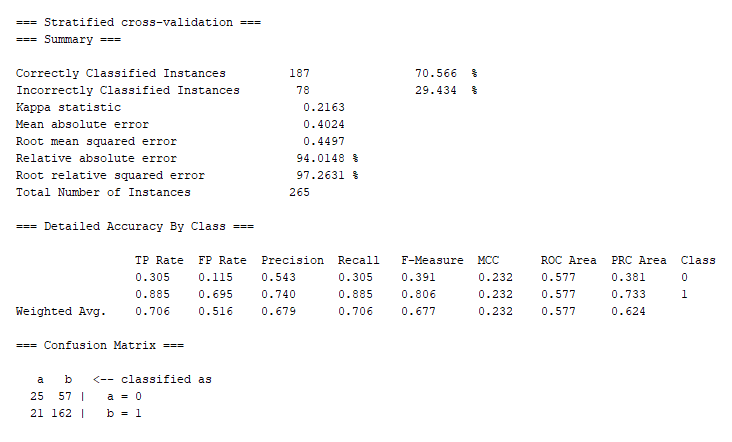 === Stratified cross-validation ===
=== Summary ===
Correctly Classified Instances 187 70.566 %
Incorrectly Classified Instances 78 29.434 %
Kappa statistic 0.2163
Mean absolute error 0.4024
Root mean squared error 0.4497
Relative absolute error 94.0148 %
Root relative squared error 97.2631 %
Total Number of Instances 265
=== Detailed Accuracy By Class ===
TP Rate FP Rate Precision Recall F-Measure MCC ROC Area PRC Area Class
0.305 0.115 0.543 0.305 0.391 0.232 0.577 0.381 0
0.885 0.695 0.740 0.885 0.806 0.232 0.577 0.733 1
Weighted Avg. 0.706 0.516 0.679 0.706 0.677 0.232 0.577 0.624
=== Confusion Matrix ===
a b <-- classified as
25 57 | a = 0
21 162 | b = 1